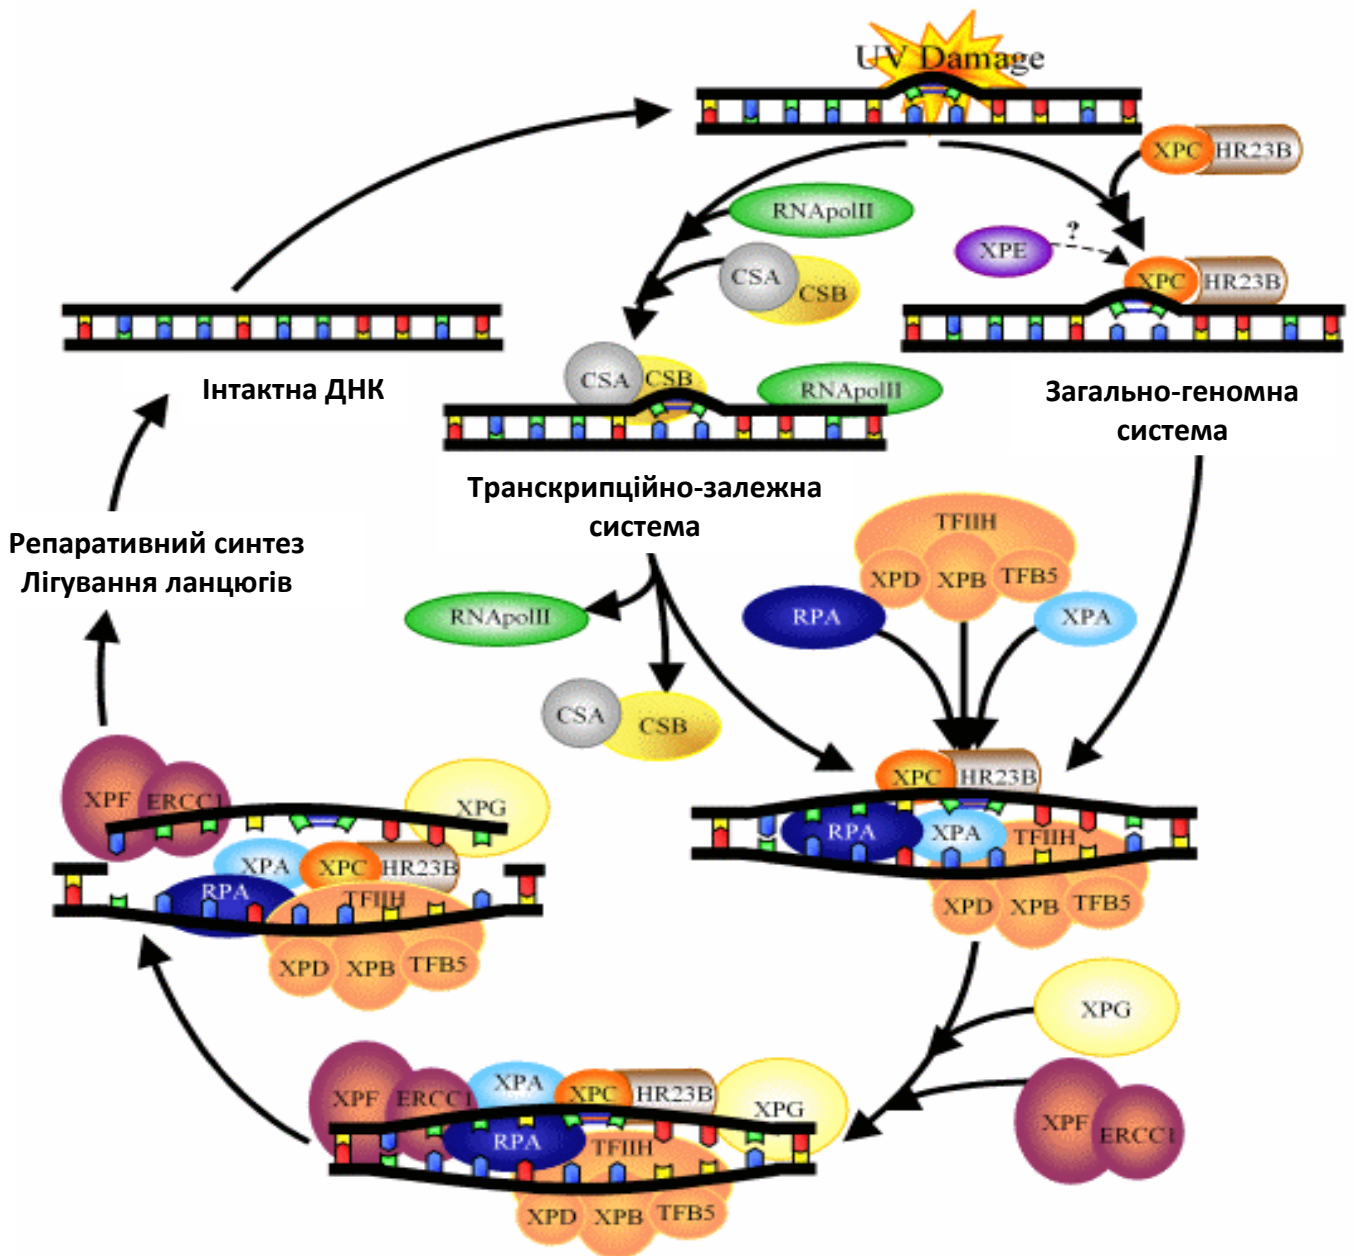 UV Damage
XPC HR23B
RNApolII
CSA CSB
XPE
?
XPC HR23B
CSA CSB RNApolII
Інтактна ДНК
Загально-геномна
система
Транскрипційно-залежна
система
Репаративний синтез
Лігування ланцюгів
TFIIH
XPD XPB TFB5
RPA
XPA
RNApolII
CSA CSB
XPC HR23B
RPA XPA TFIIH
XPD XPB TFB5
XPF ERCC1
XPG
XPA XPC HR23B
RPA TFIIH
XPD XPB TFB5
XPG
XPF ERCC1
XPF ERCC1 XPA XPC HR23B XPG
RPA TFIIH
XPD XPB TFB5